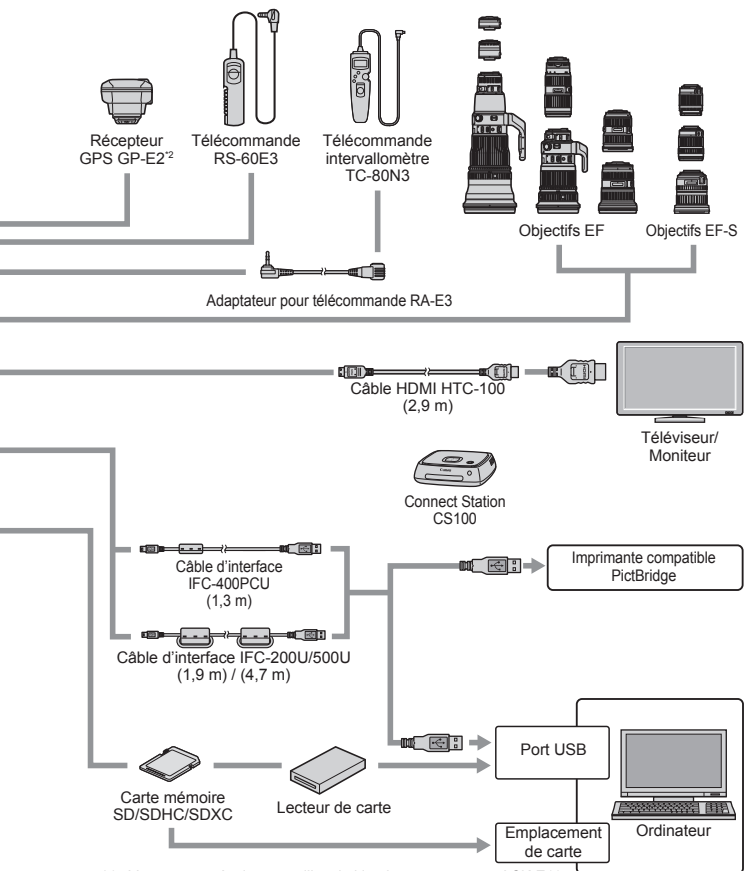 Récepteur
GPS GP-E2*2
Télécommande
RS-60E3
Télécommande
intervallomètre
TC-80N3
Objectifs EF
Objectifs EF-S
Adaptateur pour télécommande RA-E3
Câble HDMI HTC-100
(2,9 m)
Téléviseur/
Moniteur
Canon
Connect Station
CS100
Câble d'interface
IFC-400PCU
(1,3 m)
Imprimante compatible
PictBridge
Câble d'interface IFC-200U/500U
(1,9 m) / (4,7 m)
Port USB
Carte mémoire
SD/SDHC/SDXC
Lecteur de carte
Emplacement
de carte
Ordinateur